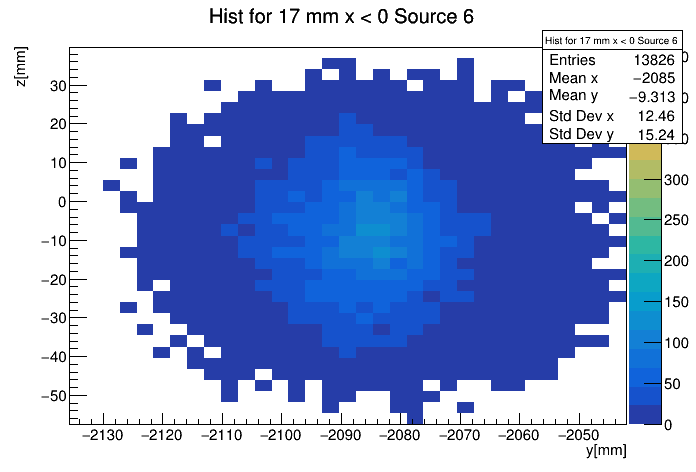 Hist for 17 mm x < 0 Source 6
z[mm]
Hist for 17 mm x < 0 Source 6
Entries 13826
Mean x −2085
Mean y −9.313
Std Dev x 12.46
Std Dev y 15.24
30
20
10
0
−10
−20
−30
−40
−50
0
0
300
250
200
150
100
50
0
−2130 −2120 −2110 −2100 −2090 −2080 −2070 −2060 −2050
y[mm]